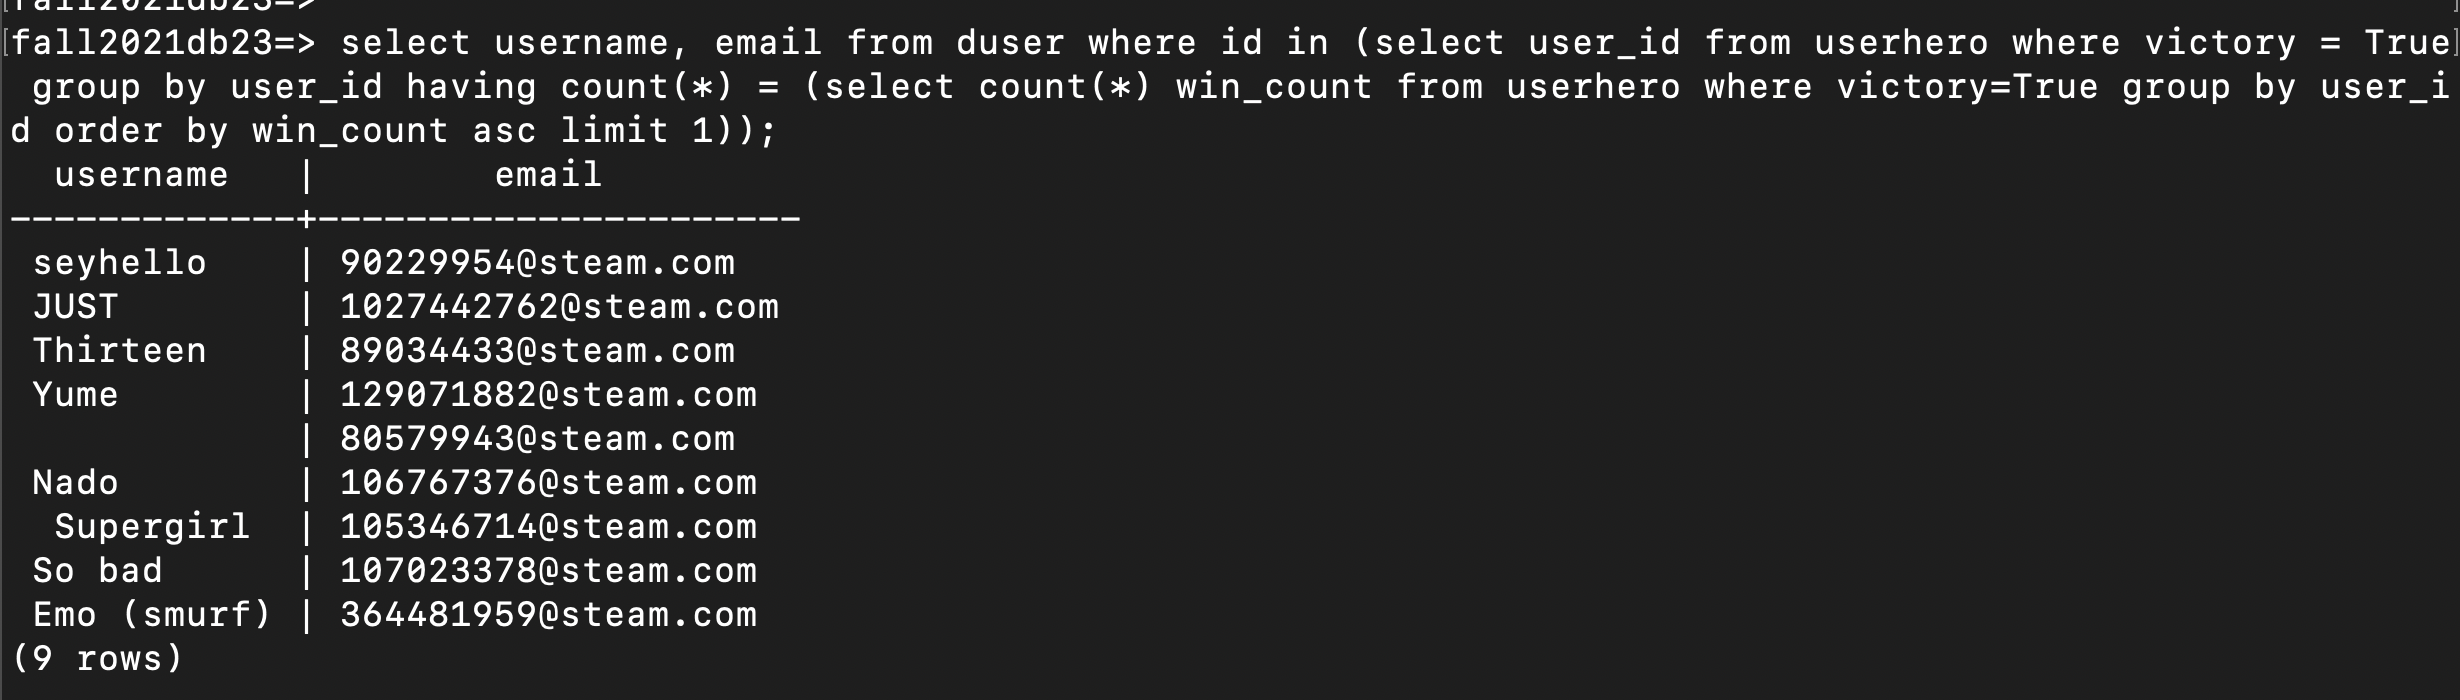 fall2021db23=>
fall2021db23=> select username, email from duser where id in (select user_id from userhero where victory = True
 group by user_id having count(*) = (select count(*) win_count from userhero where victory=True group by user_i
d order by win_count asc limit 1));
  username   |        email
-------------+----------------------
 seyhello    | 90229954@steam.com
 JUST        | 1027442762@steam.com
 Thirteen    | 89034433@steam.com
 Yume        | 129071882@steam.com
             | 80579943@steam.com
 Nado        | 106767376@steam.com
  Supergirl  | 105346714@steam.com
 So bad      | 107023378@steam.com
 Emo (smurf) | 364481959@steam.com
(9 rows)